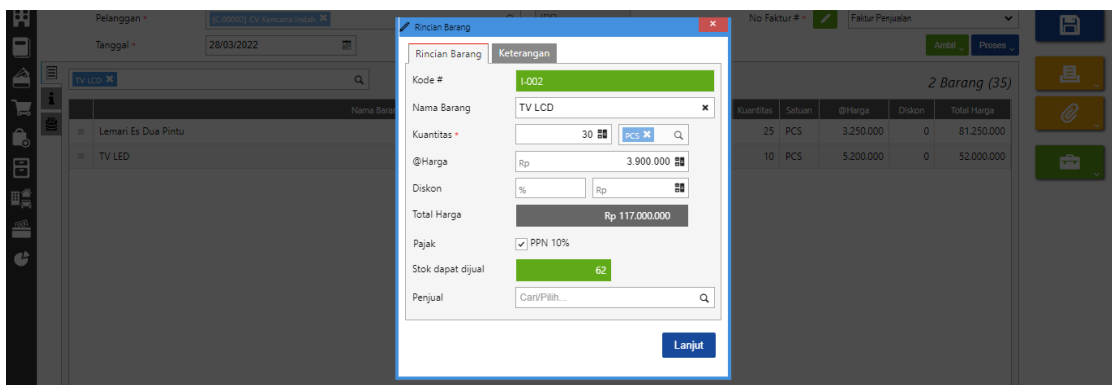 Pelanggan * [C.00002] CV Kencana Indah IDR No Faktur # * Faktur Penjualan
Tanggal * 28/03/2022 Ambil Proses
TV LCD 2 Barang (35)
Nama Barang Kuantitas Satuan @Harga Diskon Total Harga
Lemari Es Dua Pintu 25 PCS 3.250.000 0 81.250.000
TV LED 10 PCS 5.200.000 0 52.000.000
Rincian Barang
Rincian Barang Keterangan
Kode # I-002
Nama Barang TV LCD
Kuantitas * 30 PCS
@Harga Rp 3.900.000
Diskon % Rp
Total Harga Rp 117.000.000
Pajak PPN 10%
Stok dapat dijual 62
Penjual Cari/Pilih...
Lanjut